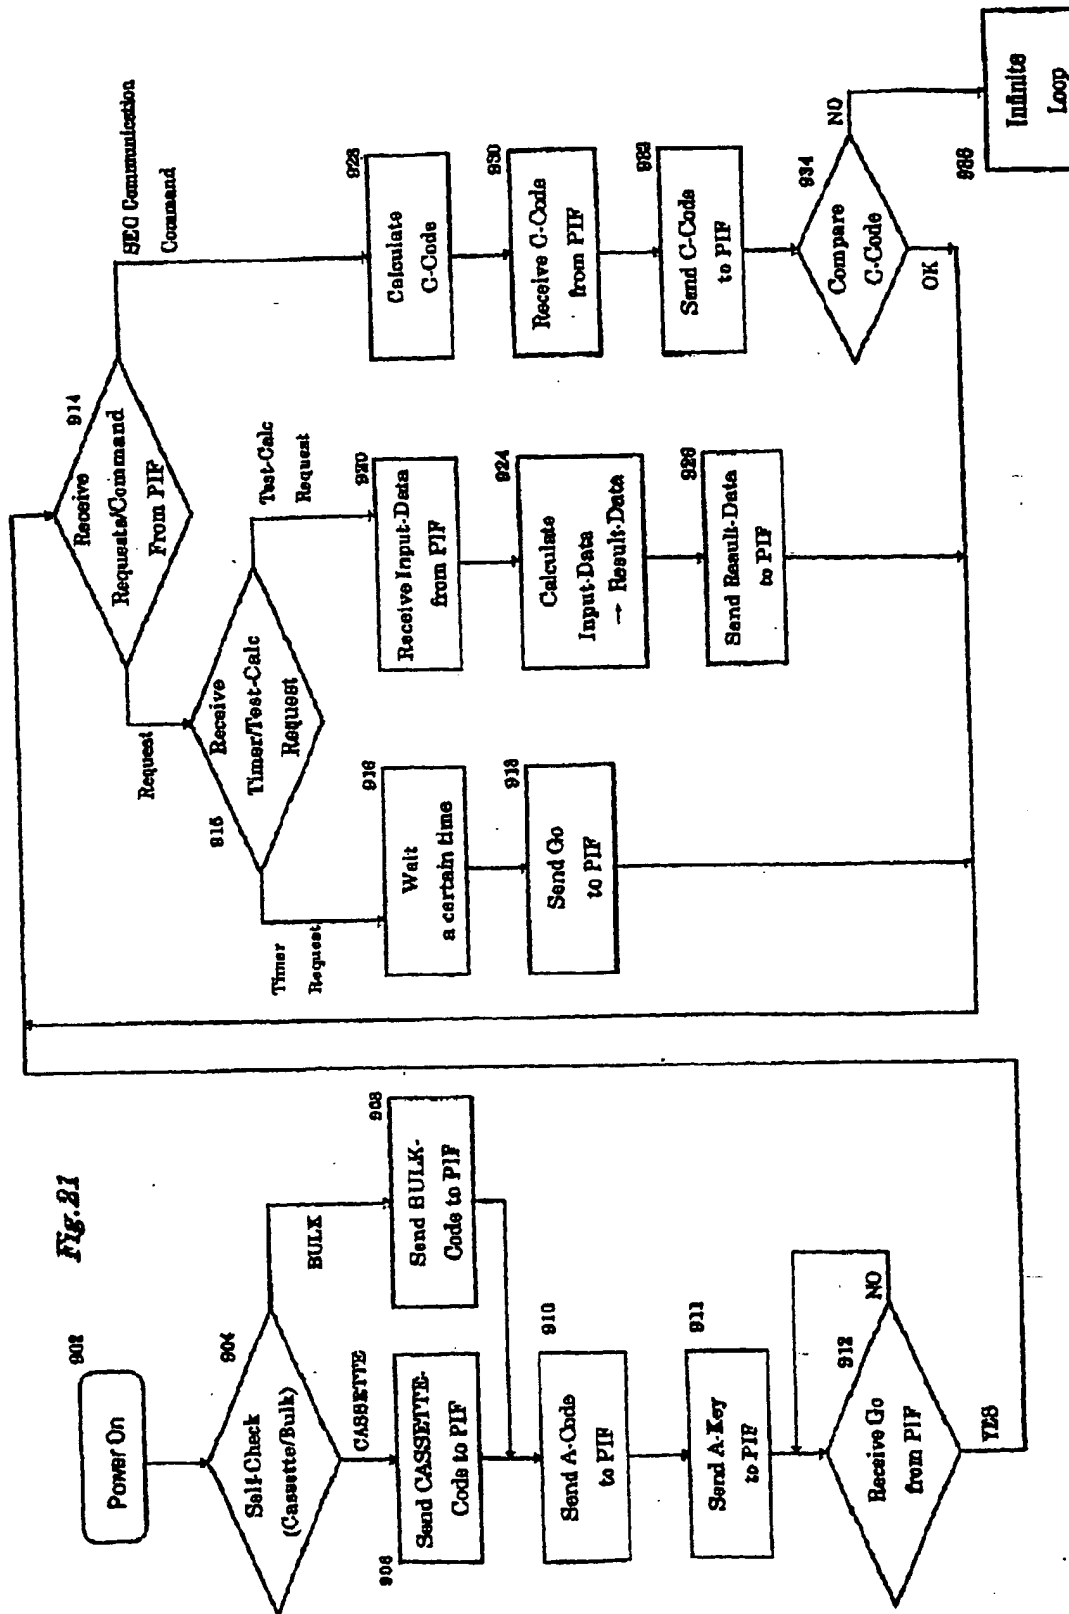 Fig.21
902
Power On
904
Self-Check
(Cassette/Bulk)
CASSETTE
BULK
906
Send CASSETTE-
Code to PIF
908
Send BULK-
Code to PIF
910
Send A-Code
to PIF
911
Send A-Key
to PIF
912
Receive Go
from PIF
NO
YES
914
Receive
Requests/Command
From PIF
Request
SEC Communication
Command
915
Receive
Timer/Test-Calc
Request
Timer
Request
Test-Calc
Request
916
Wait
a certain time
918
Send Go
to PIF
920
Receive Input-Data
from PIF
924
Calculate
Input-Data
→ Result-Data
926
Send Result-Data
to PIF
928
Calculate
C-Code
930
Receive C-Code
from PIF
932
Send C-Code
to PIF
934
Compare
C-Code
NO
OK
936
Infinite
Loop